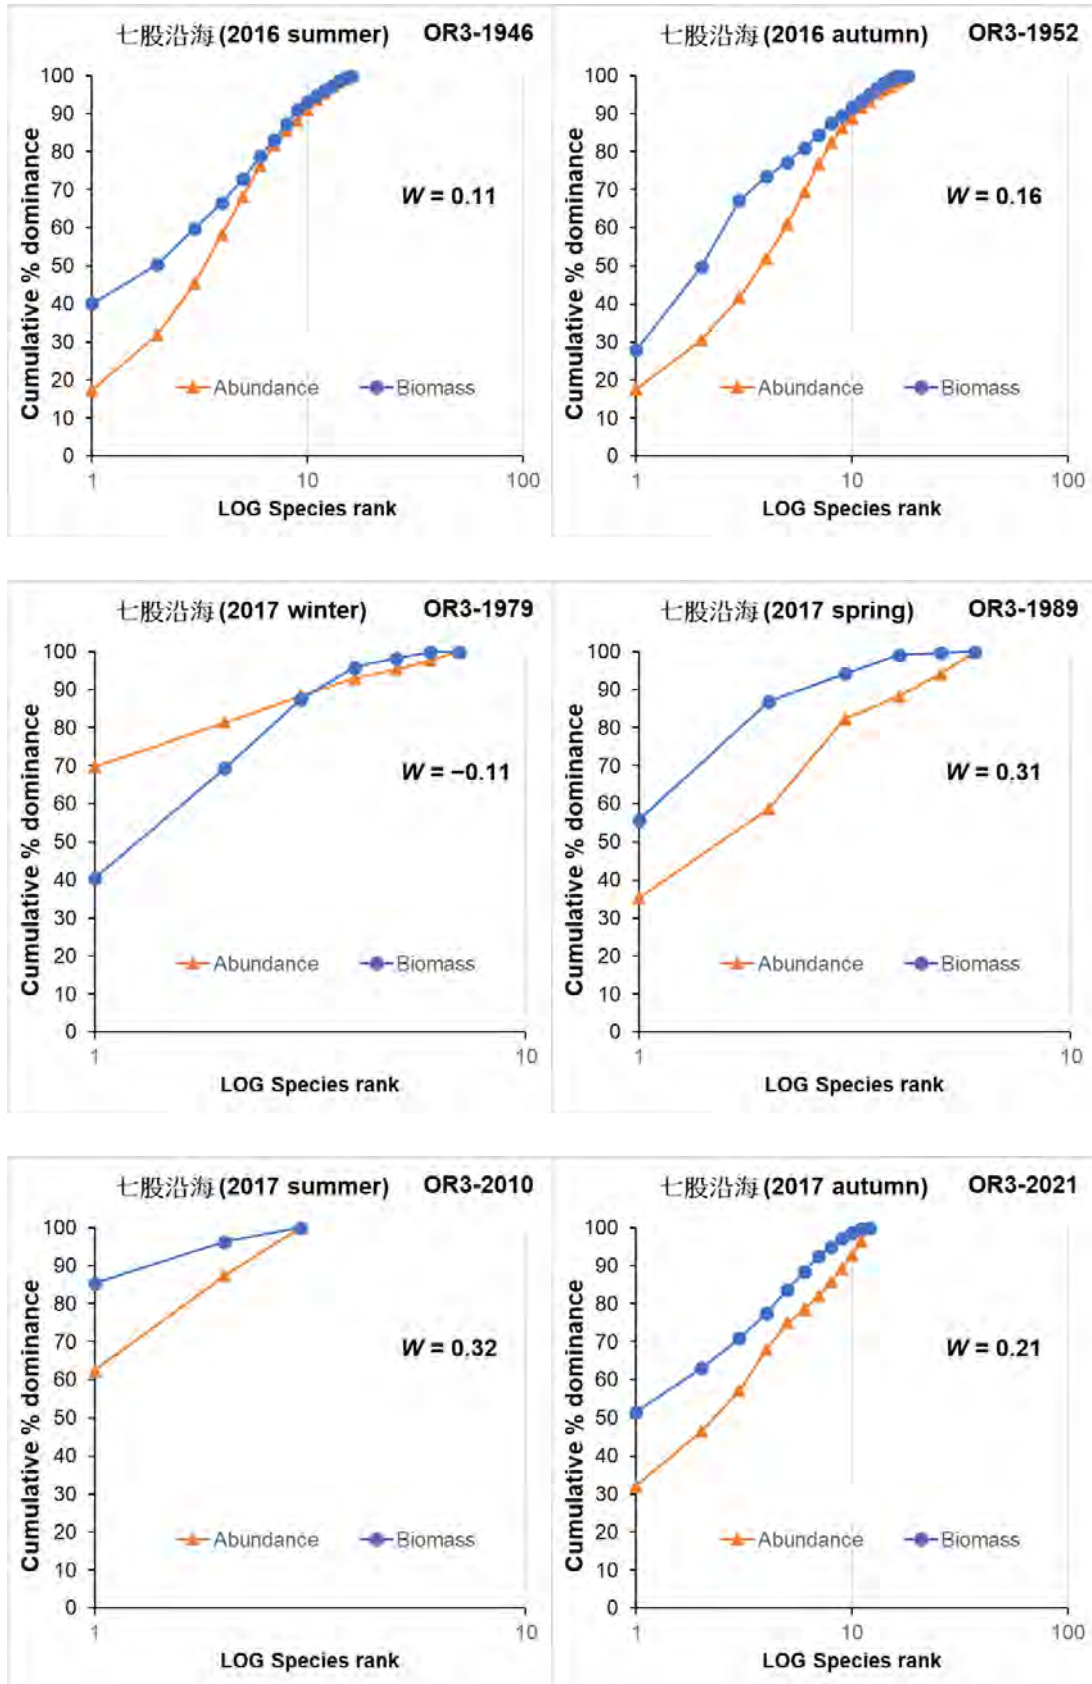 七股沿海 (2016 summer) OR3-1946
100
90
80
70
60
50
40
30
20
10
0
Cumulative % dominance
W = 0.11
Abundance Biomass
1 10 100
LOG Species rank
七股沿海 (2016 autumn) OR3-1952
100
90
80
70
60
50
40
30
20
10
0
Cumulative % dominance
W = 0.16
Abundance Biomass
1 10 100
LOG Species rank
七股沿海 (2017 winter) OR3-1979
100
90
80
70
60
50
40
30
20
10
0
Cumulative % dominance
W = −0.11
Abundance Biomass
1 10
LOG Species rank
七股沿海 (2017 spring) OR3-1989
100
90
80
70
60
50
40
30
20
10
0
Cumulative % dominance
W = 0.31
Abundance Biomass
1 10
LOG Species rank
七股沿海 (2017 summer) OR3-2010
100
90
80
70
60
50
40
30
20
10
0
Cumulative % dominance
W = 0.32
Abundance Biomass
1 10
LOG Species rank
七股沿海 (2017 autumn) OR3-2021
100
90
80
70
60
50
40
30
20
10
0
Cumulative % dominance
W = 0.21
Abundance Biomass
1 10 100
LOG Species rank